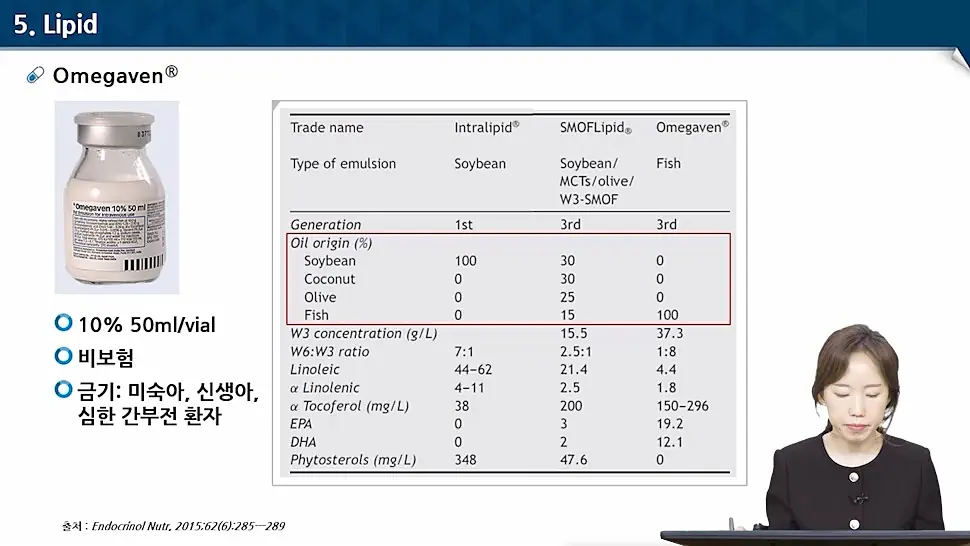 5. Lipid
Omegaven®
Omegaven 10% 50 ml
10% 50ml/vial
비보험
금기: 미숙아, 신생아,
심한 간부전 환자
Trade name Intralipid® SMOFLipid® Omegaven®
Type of emulsion Soybean Soybean/ Fish
MCTs/olive/
W3-SMOF
Generation 1st 3rd 3rd
Oil origin (%)
Soybean 100 30 0
Coconut 0 30 0
Olive 0 25 0
Fish 0 15 100
W3 concentration (g/L) 15.5 37.3
W6:W3 ratio 7:1 2.5:1 1:8
Linoleic 44–62 21.4 4.4
α Linolenic 4–11 2.5 1.8
α Tocoferol (mg/L) 38 200 150–296
EPA 0 3 19.2
DHA 0 2 12.1
Phytosterols (mg/L) 348 47.6 0
출처 : Endocrinol Nutr. 2015;62(6):285—289